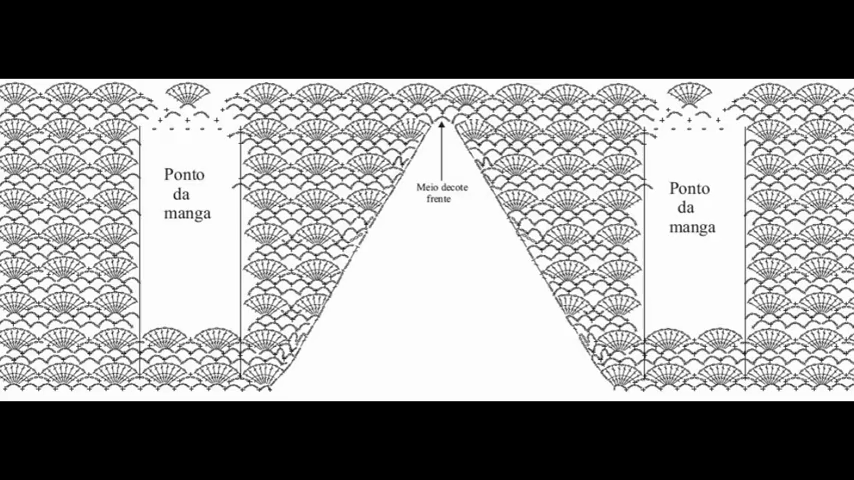 Ponto
da
manga
Meio decote
frente
Ponto
da
manga